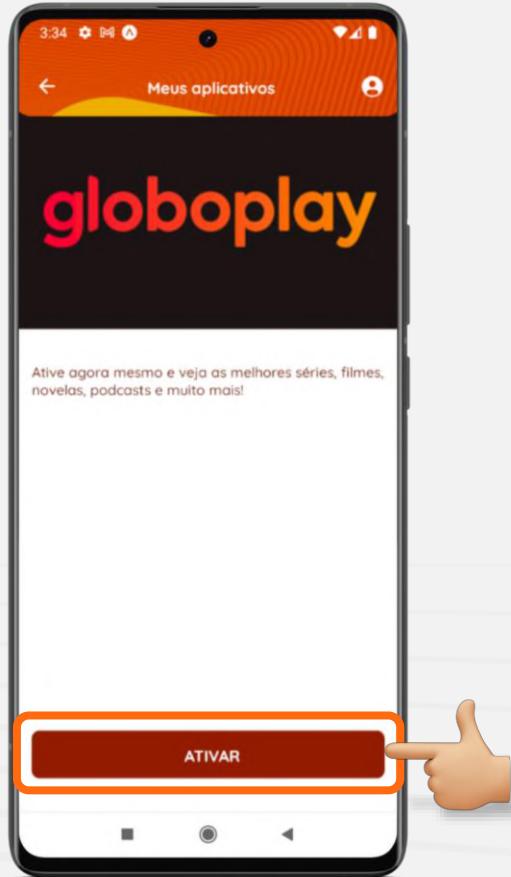 3:34
Meus aplicativos
globoplay
Ative agora mesmo e veja as melhores séries, filmes,
novelas, podcasts e muito mais!
ATIVAR